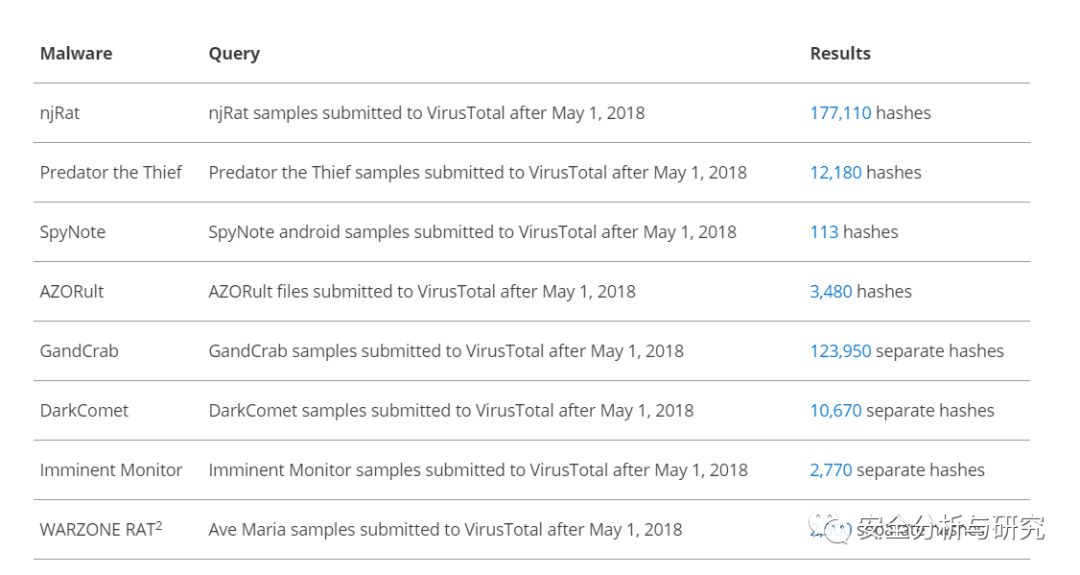 Malware Query Results
njRat njRat samples submitted to VirusTotal after May 1, 2018 177,110 hashes
Predator the Thief Predator the Thief samples submitted to VirusTotal after May 1, 2018 12,180 hashes
SpyNote SpyNote android samples submitted to VirusTotal after May 1, 2018 113 hashes
AZORult AZORult files submitted to VirusTotal after May 1, 2018 3,480 hashes
GandCrab GandCrab samples submitted to VirusTotal after May 1, 2018 123,950 separate hashes
DarkComet DarkComet samples submitted to VirusTotal after May 1, 2018 10,670 separate hashes
Imminent Monitor Imminent Monitor samples submitted to VirusTotal after May 1, 2018 2,770 separate hashes
WARZONE RAT² Ave Maria samples submitted to VirusTotal after May 1, 2018 separate hashes
安全分析与研究